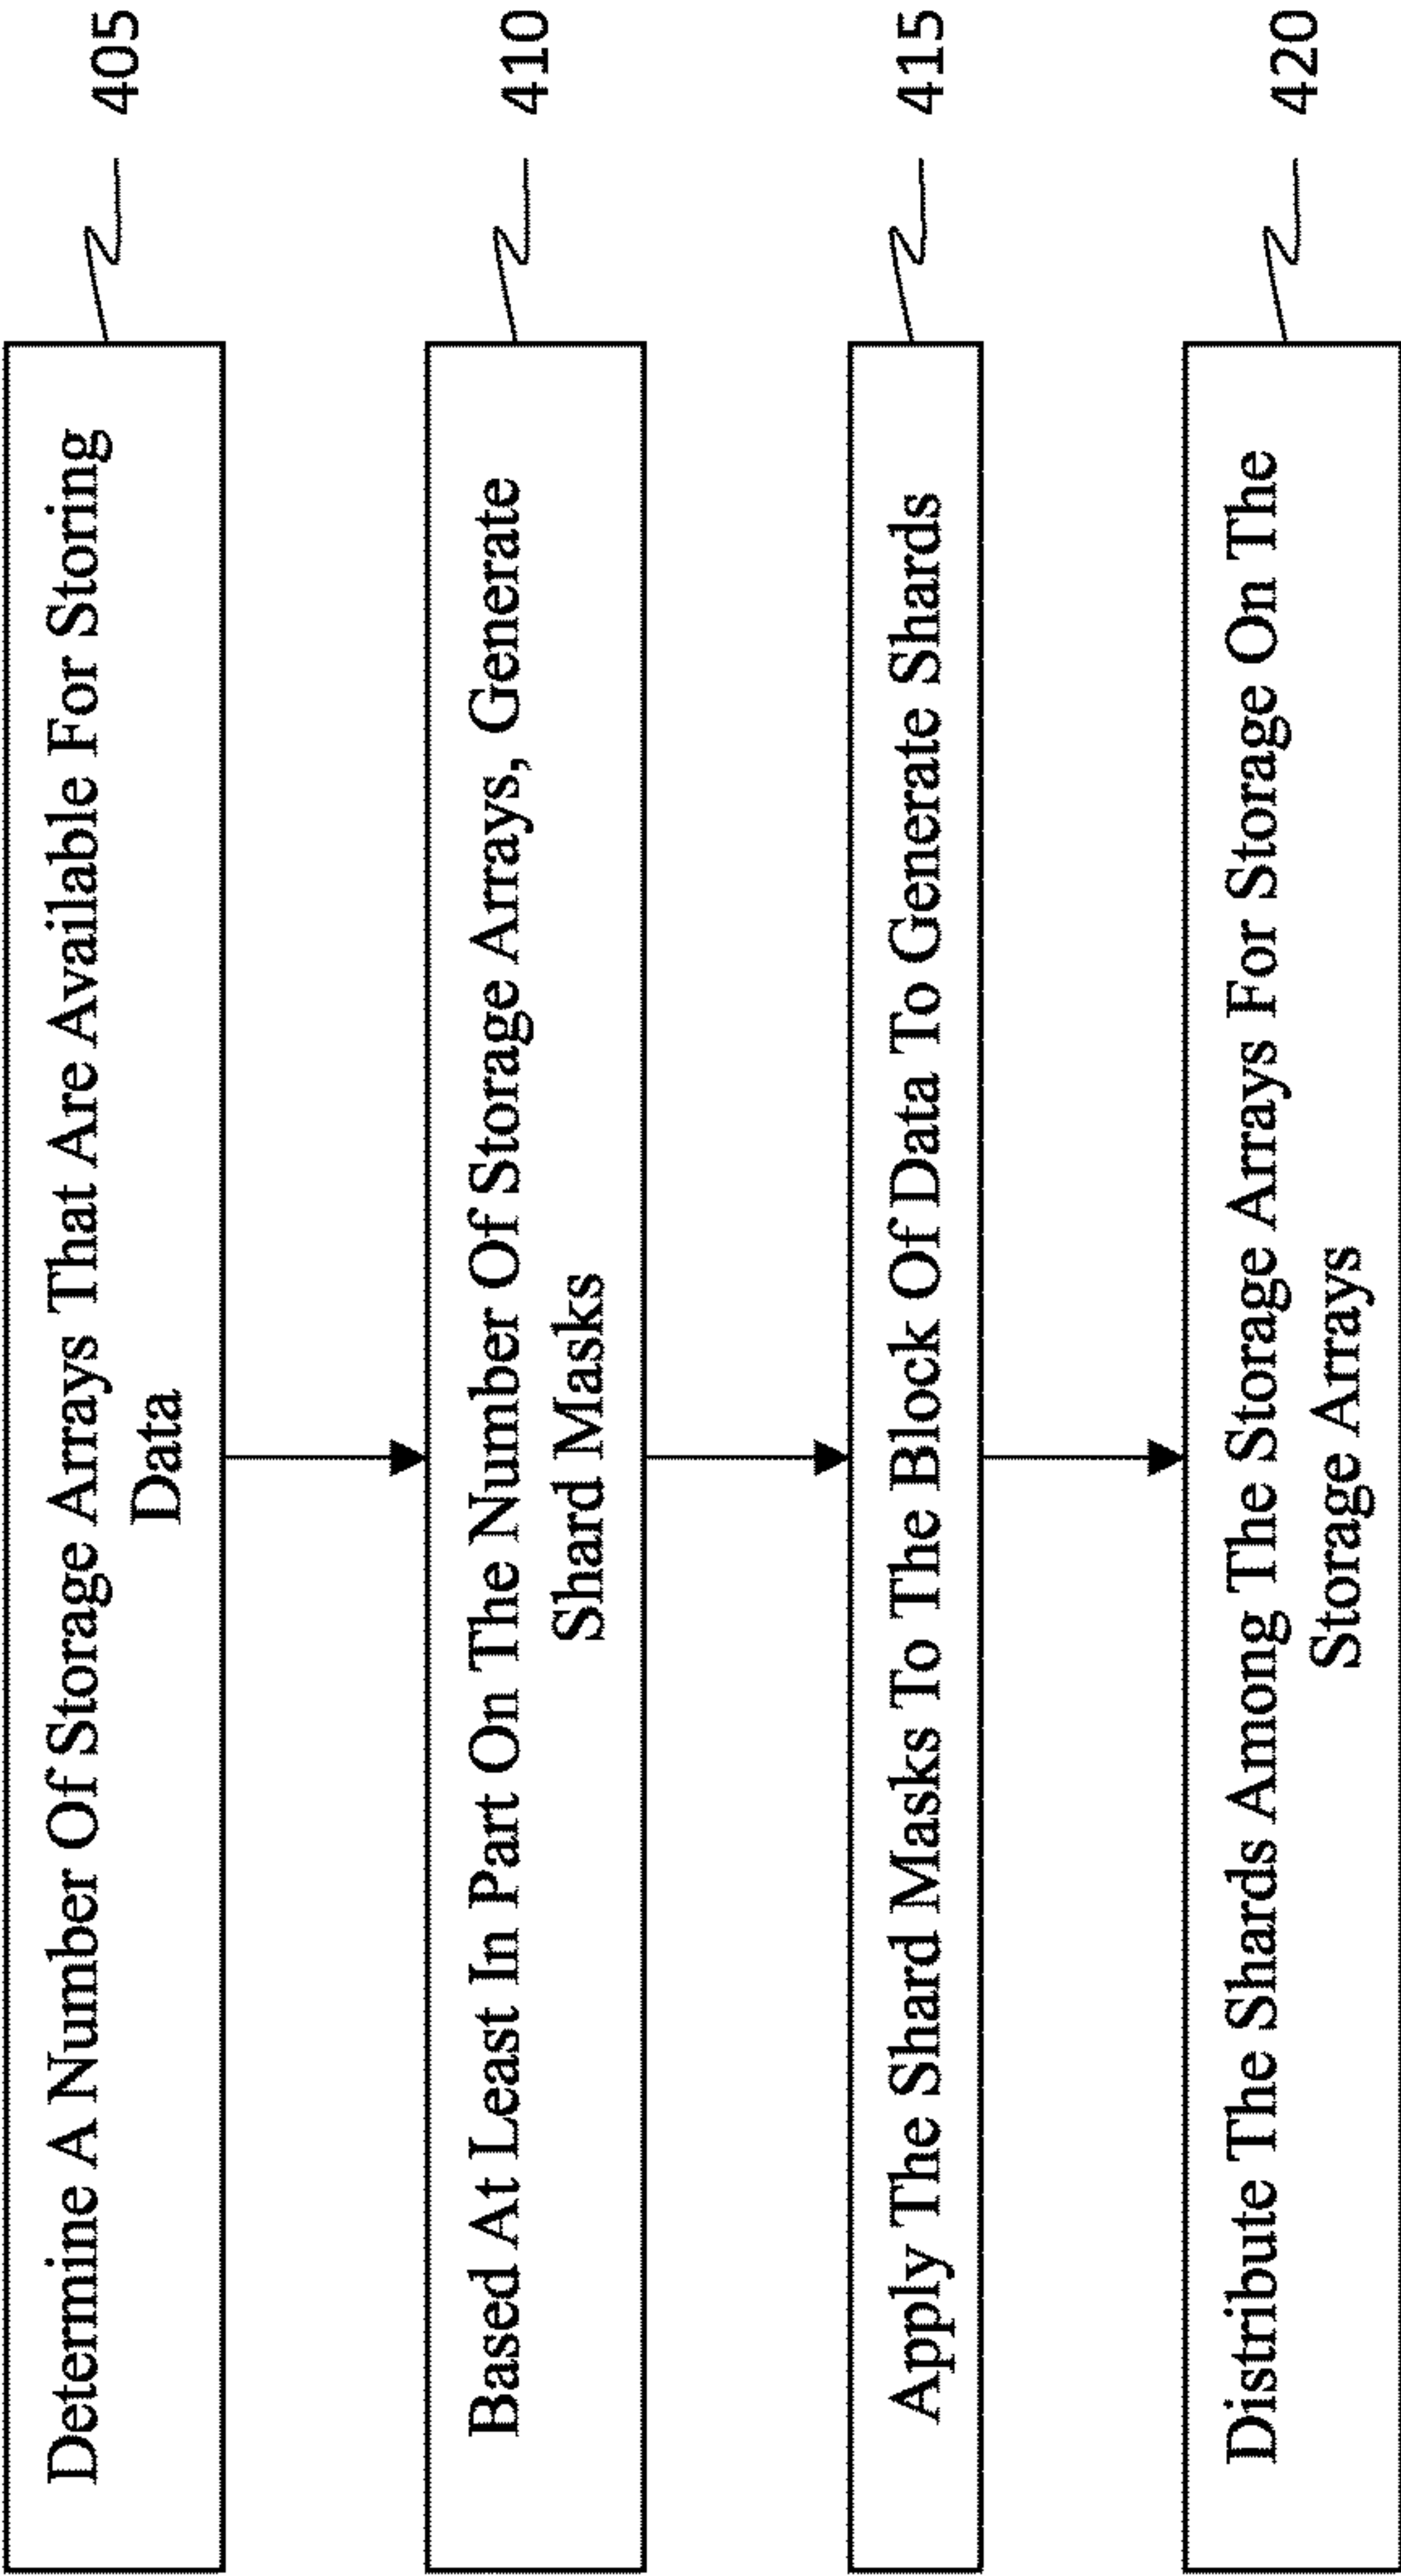 Determine A Number Of Storage Arrays That Are Available For Storing
Data
405
Based At Least In Part On The Number Of Storage Arrays, Generate
Shard Masks
410
Apply The Shard Masks To The Block Of Data To Generate Shards
415
Distribute The Shards Among The Storage Arrays For Storage On The
Storage Arrays
420